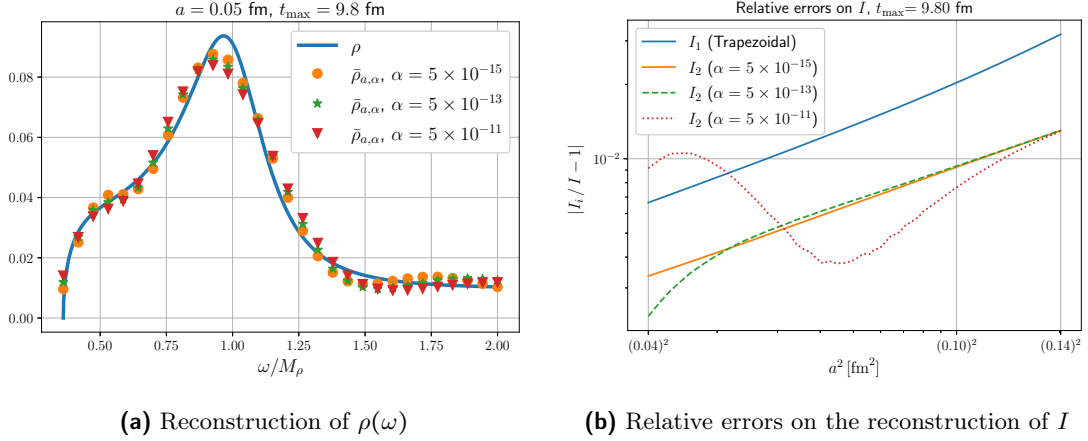 a = 0.05 fm, t_max = 9.8 fm
0.08
0.06
0.04
0.02
0.00
ρ
ρ̄_{a,α}, α = 5 × 10^{−15}
ρ̄_{a,α}, α = 5 × 10^{−13}
ρ̄_{a,α}, α = 5 × 10^{−11}
0.50 0.75 1.00 1.25 1.50 1.75 2.00
ω/M_ρ
(a) Reconstruction of ρ(ω)
Relative errors on I, t_max= 9.80 fm
|I_i/I − 1|
10^{−2}
I_1 (Trapezoidal)
I_2 (α = 5 × 10^{−15})
I_2 (α = 5 × 10^{−13})
I_2 (α = 5 × 10^{−11})
(0.04)^2 (0.10)^2 (0.14)^2
a^2 [fm^2]
(b) Relative errors on the reconstruction of I